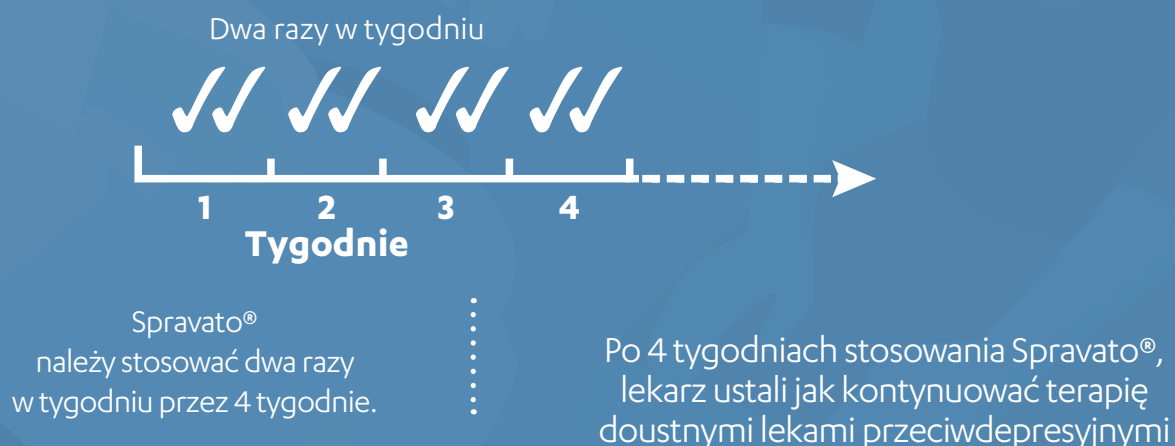 Dwa razy w tygodniu
1 2 3 4
Tygodnie
Spravato®
należy stosować dwa razy
w tygodniu przez 4 tygodnie.
Po 4 tygodniach stosowania Spravato®,
lekarz ustali jak kontynuować terapię
doustnymi lekami przeciwdepresyjnymi